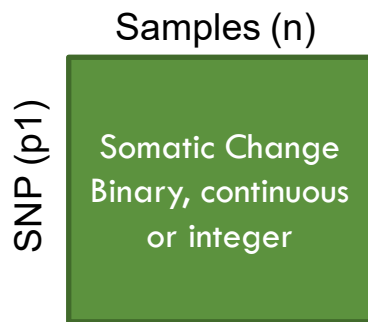 Samples (n)
SNP (p1)
Somatic Change
Binary, continuous
or integer